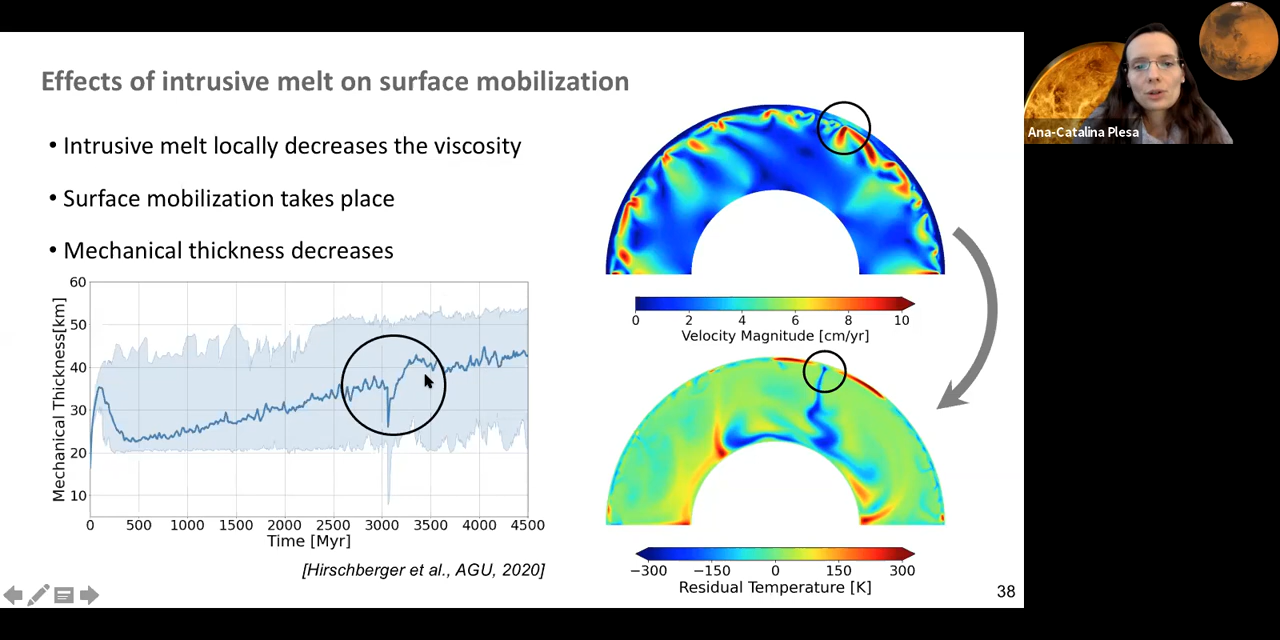 Effects of intrusive melt on surface mobilization
• Intrusive melt locally decreases the viscosity
• Surface mobilization takes place
• Mechanical thickness decreases
60
50
40
30
20
10
Mechanical Thickness[km]
0 500 1000 1500 2000 2500 3000 3500 4000 4500
Time [Myr]
[Hirschberger et al., AGU, 2020]
0 2 4 6 8 10
Velocity Magnitude [cm/yr]
−300 −150 0 150 300
Residual Temperature [K]
38
Ana-Catalina Plesa